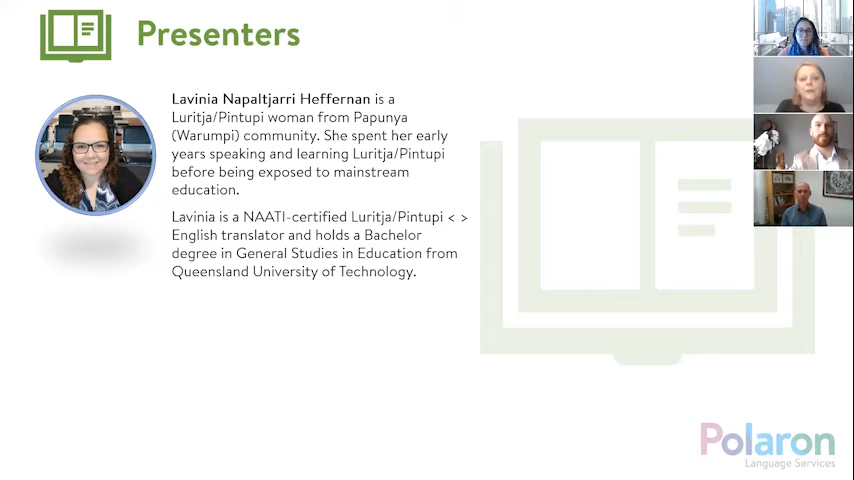 Presenters
Lavinia Napaltjarri Heffernan is a
Luritja/Pintupi woman from Papunya
(Warumpi) community. She spent her early
years speaking and learning Luritja/Pintupi
before being exposed to mainstream
education.
Lavinia is a NAATI-certified Luritja/Pintupi < >
English translator and holds a Bachelor
degree in General Studies in Education from
Queensland University of Technology.
Polaron
Language Services